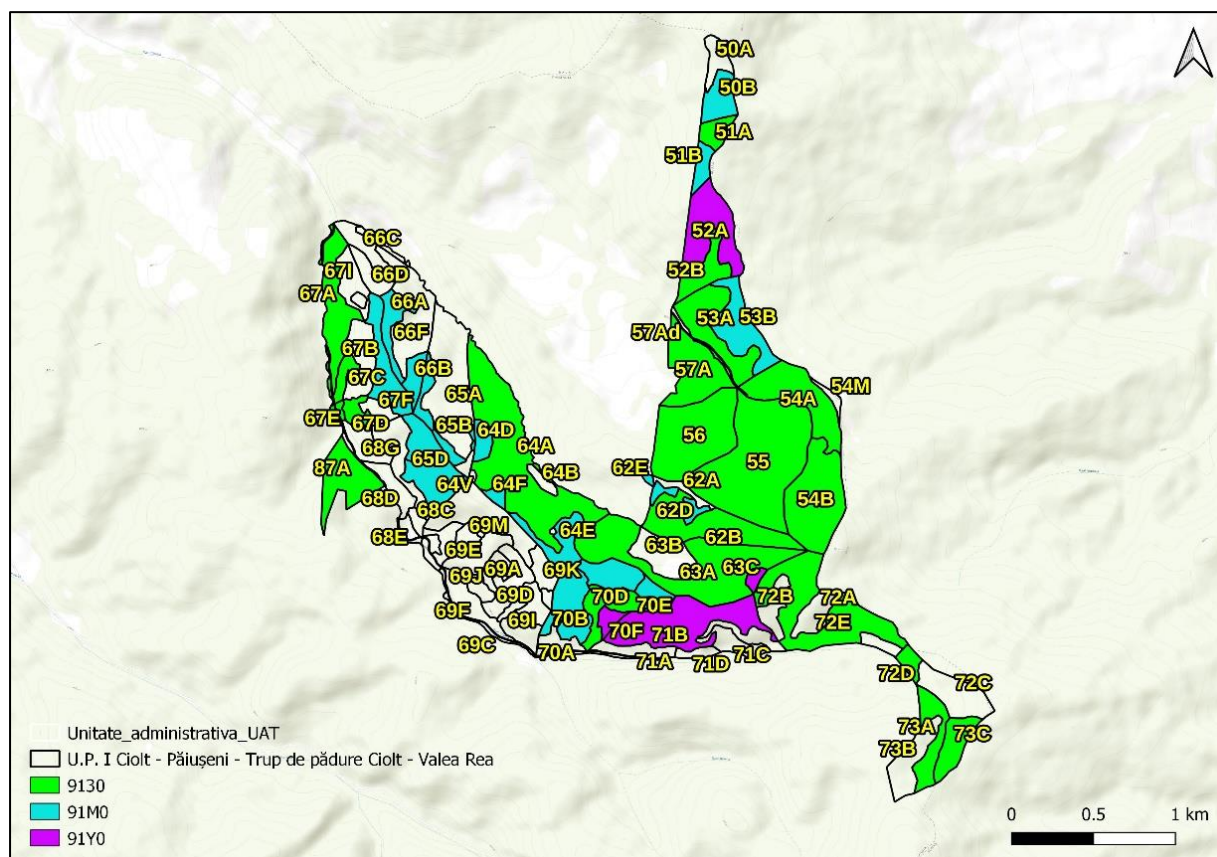 50A
50B
51A
51B
52A
52B
66C
67I
66D
67A
66A
53A
53B
57Ad
66F
67B
66B
57A
67C
65A
54M
54A
67F
67E
67D
65B
64D
56
64A
68G
65D
55
87A
64B
62E
62A
64V
64F
68D
54B
68C
62D
69M
68E
64E
62B
69E
63B
69K
63C
69A
63A
69J
69D
70D
72B
72A
70E
69F
69I
70B
72E
70F
71B
69C
70A
71A
71D
71C
72D
72C
73A
73C
73B
Unitate_administrativa_UAT
U.P. I Ciolt - Păiușeni - Trup de pădure Ciolt - Valea Rea
9130
91M0
91Y0
0 0.5 1 km